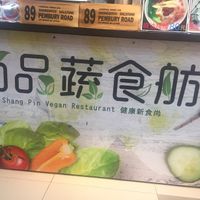 89
PEMBURY ROAD
89
PEMBURY ROAD
品蔬食舫
Shang Pin Vegan Restaurant 健康新食尚